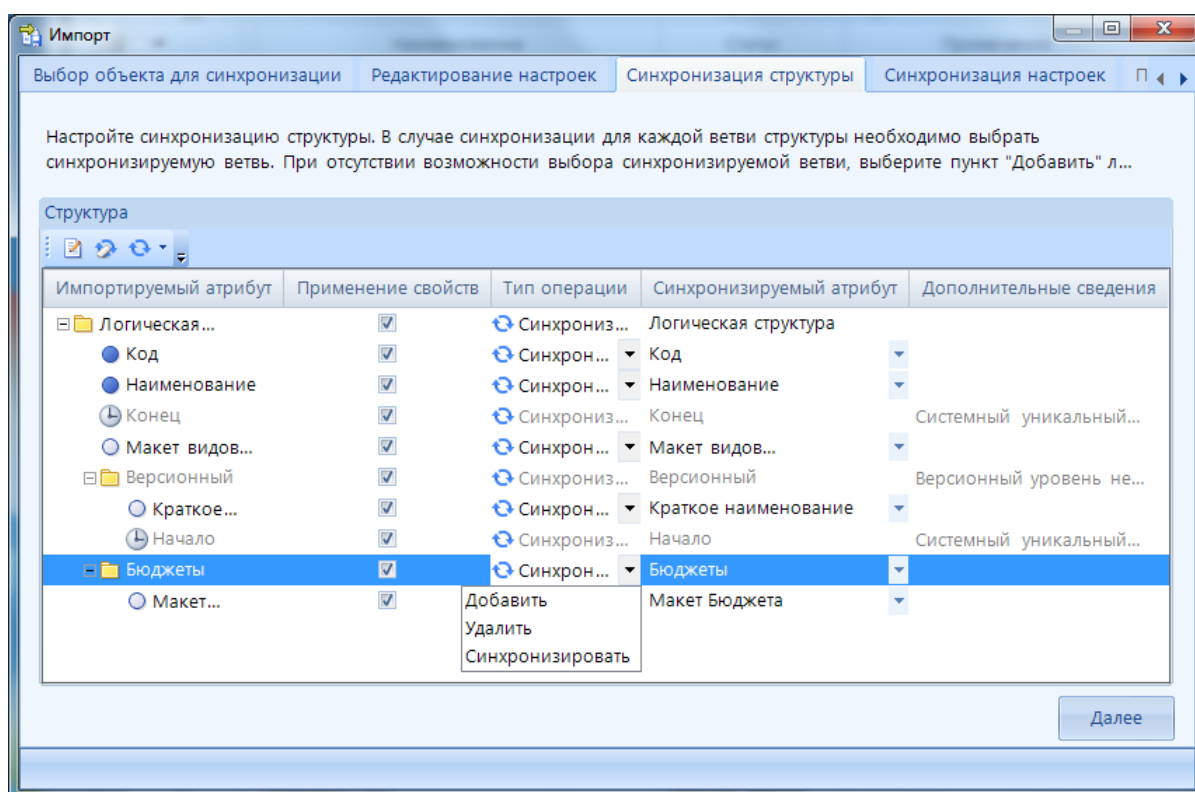 Импорт
Выбор объекта для синхронизации Редактирование настроек Синхронизация структуры Синхронизация настроек П
Настройте синхронизацию структуры. В случае синхронизации для каждой ветви структуры необходимо выбрать
синхронизируемую ветвь. При отсутствии возможности выбора синхронизируемой ветви, выберите пункт "Добавить" л...
Структура
Импортируемый атрибут Применение свойств Тип операции Синхронизируемый атрибут Дополнительные сведения
Логическая... Синхрониз... Логическая структура
Код Синхрон... Код
Наименование Синхрон... Наименование
Конец Синхрониз... Конец Системный уникальный...
Макет видов... Синхрон... Макет видов...
Версионный Синхрониз... Версионный Версионный уровень не...
Краткое... Синхрон... Краткое наименование
Начало Синхрониз... Начало Системный уникальный...
Бюджеты Синхрон... Бюджеты
Макет... Добавить Макет Бюджета
Удалить
Синхронизировать
Далее